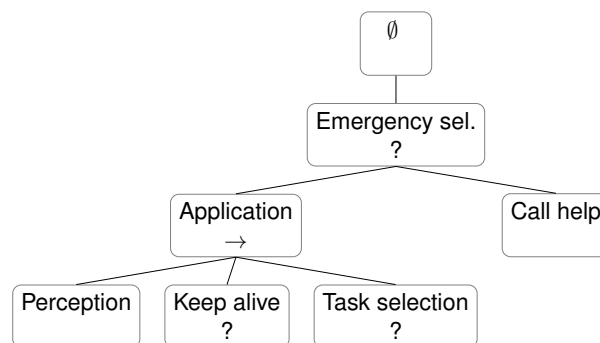 ∅
Emergency sel.
?
Application
→
Call help
Perception
Keep alive
?
Task selection
?